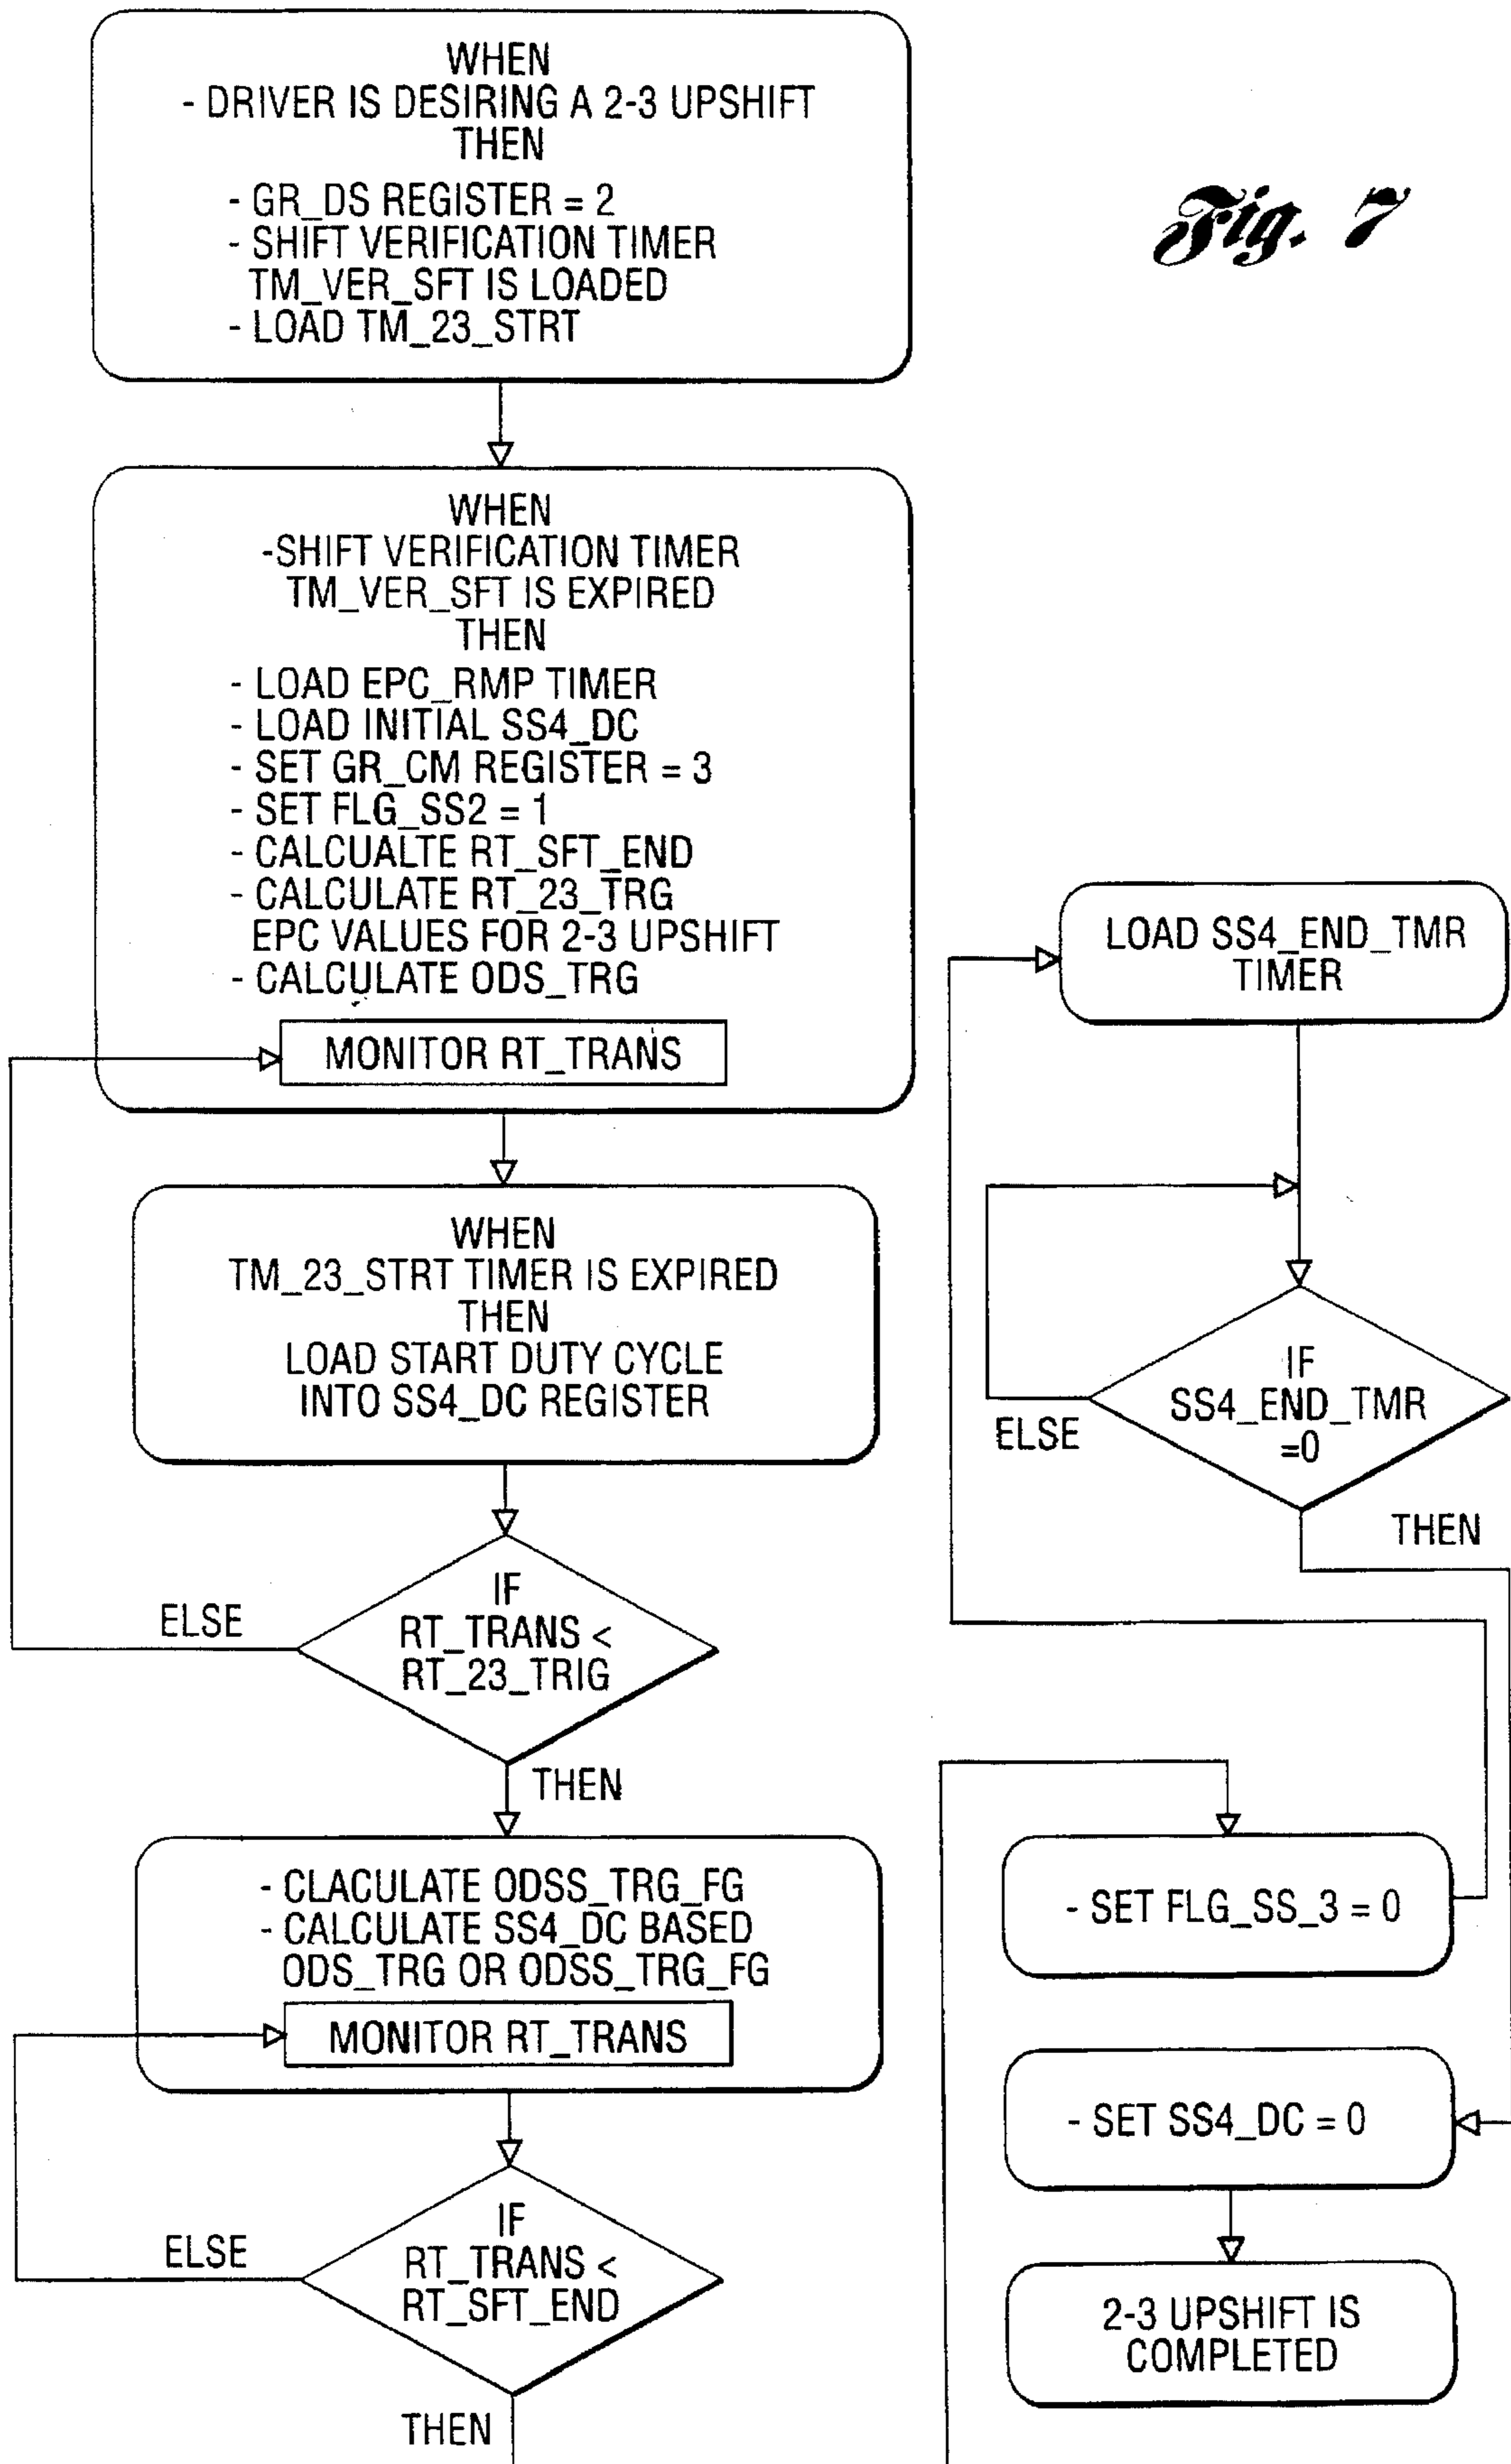 Fig. 7
WHEN
- DRIVER IS DESIRING A 2-3 UPSHIFT
THEN
- GR_DS REGISTER = 2
- SHIFT VERIFICATION TIMER
TM_VER_SFT IS LOADED
- LOAD TM_23_STRT
WHEN
-SHIFT VERIFICATION TIMER
TM_VER_SFT IS EXPIRED
THEN
- LOAD EPC_RMP TIMER
- LOAD INITIAL SS4_DC
- SET GR_CM REGISTER = 3
- SET FLG_SS2 = 1
- CALCUALTE RT_SFT_END
- CALCULATE RT_23_TRG
EPC VALUES FOR 2-3 UPSHIFT
- CALCULATE ODS_TRG
MONITOR RT_TRANS
WHEN
TM_23_STRT TIMER IS EXPIRED
THEN
LOAD START DUTY CYCLE
INTO SS4_DC REGISTER
IF
RT_TRANS <
RT_23_TRIG
ELSE
THEN
- CLACULATE ODSS_TRG_FG
- CALCULATE SS4_DC BASED
ODS_TRG OR ODSS_TRG_FG
MONITOR RT_TRANS
IF
RT_TRANS <
RT_SFT_END
ELSE
THEN
- SET FLG_SS_3 = 0
LOAD SS4_END_TMR
TIMER
IF
SS4_END_TMR
=0
ELSE
THEN
- SET SS4_DC = 0
2-3 UPSHIFT IS
COMPLETED